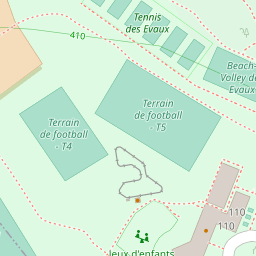 Tennis
des Evaux
410
Beach-
Volley de
Evaux
Terrain
de football
- T5
Terrain
de football
- T4
110
110
Jeux d'enfants